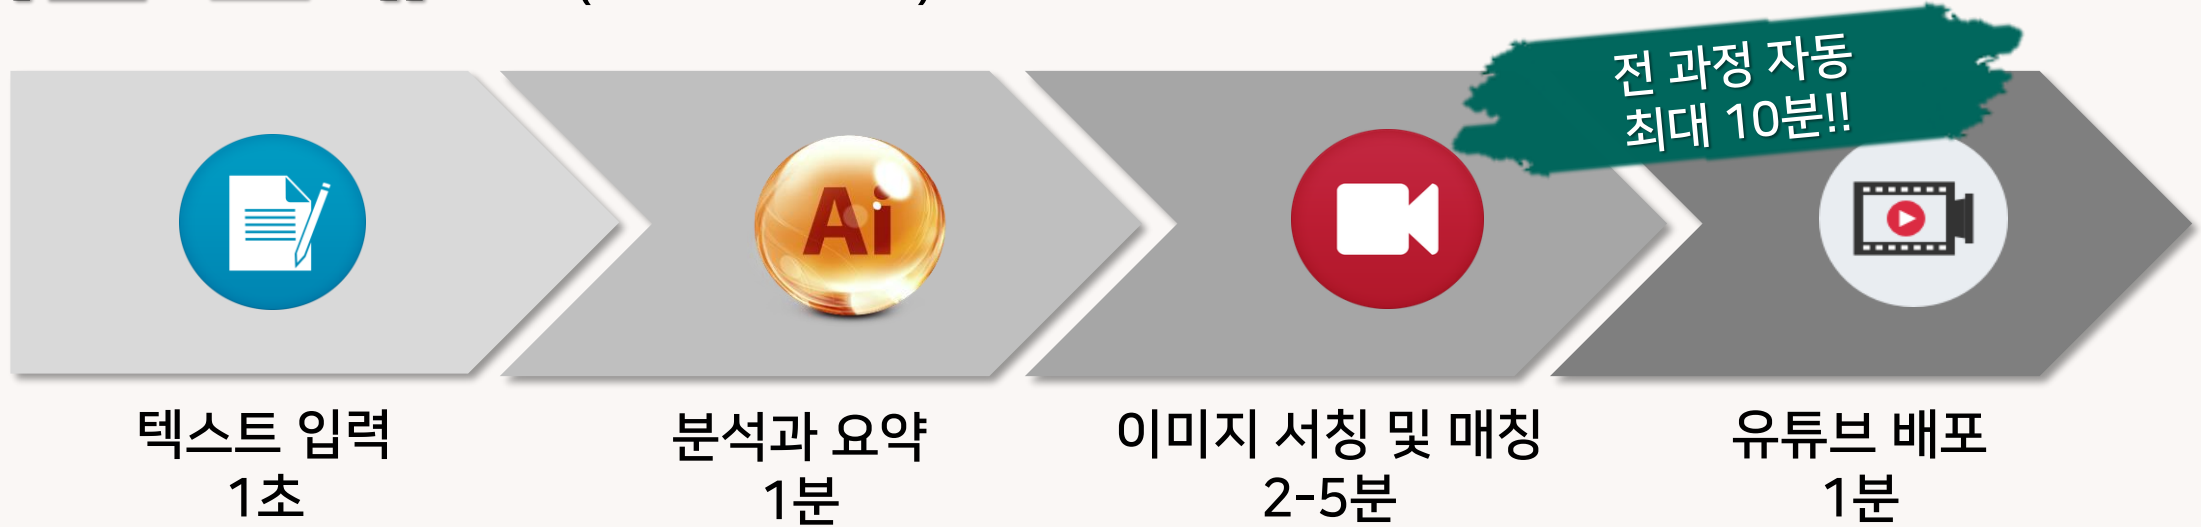 전 과정 자동
최대 10분!!
Ai
텍스트 입력
1초
분석과 요약
1분
이미지 서칭 및 매칭
2-5분
유튜브 배포
1분